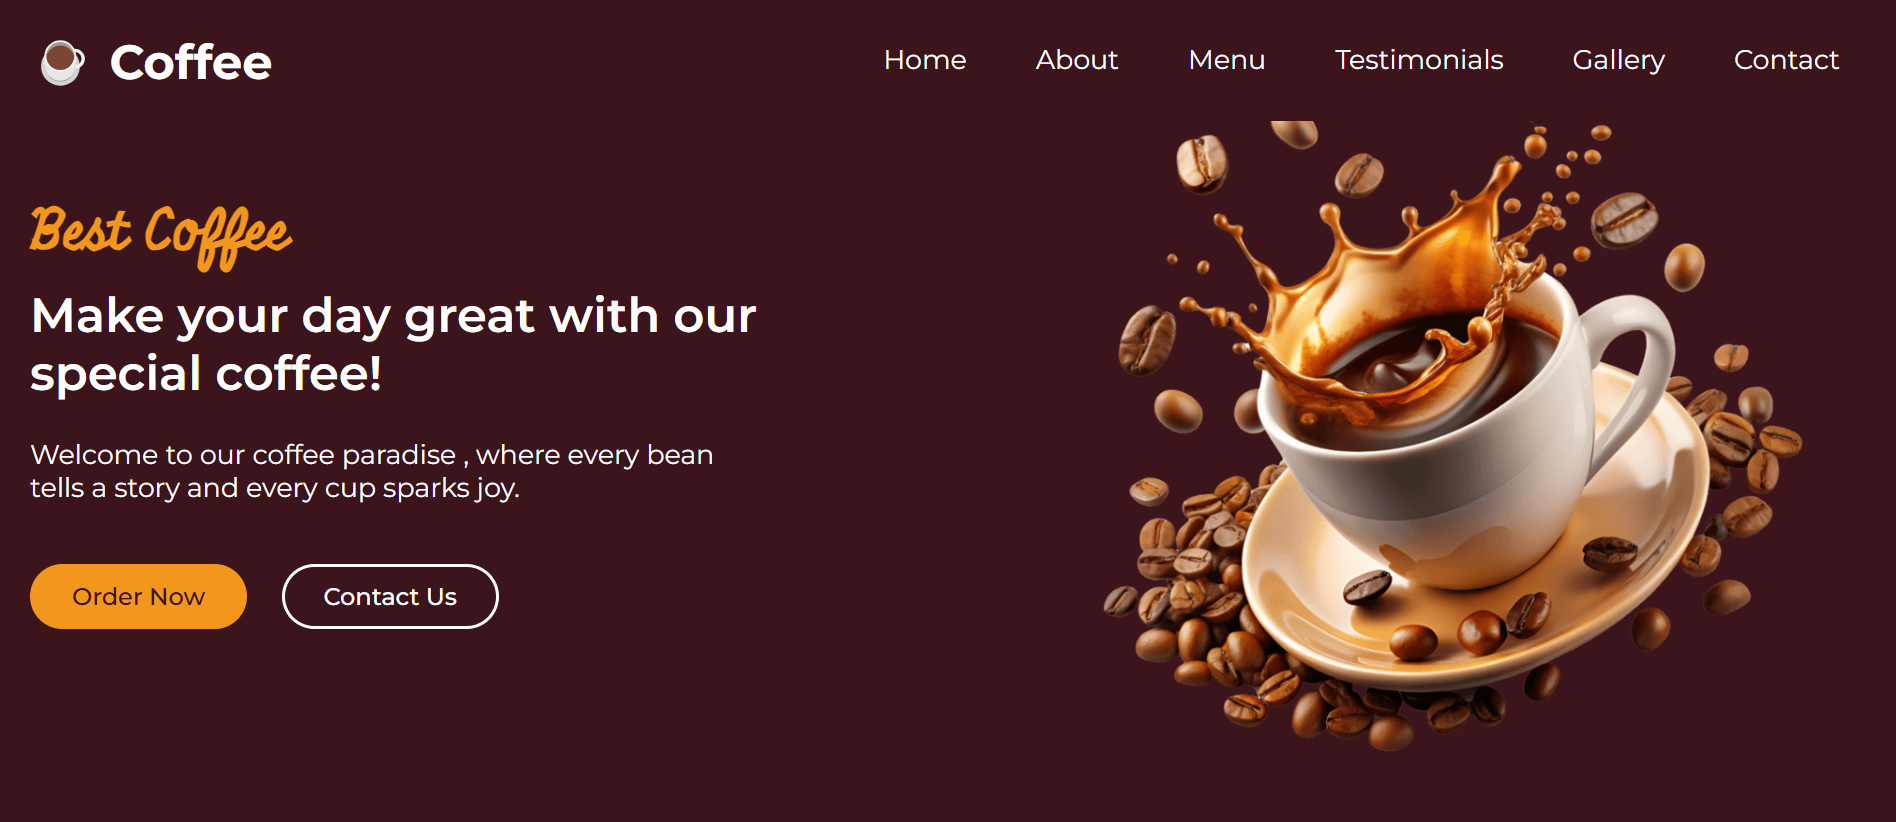 Coffee
Home About Menu Testimonials Gallery Contact
Best Coffee
Make your day great with our
special coffee!
Welcome to our coffee paradise , where every bean
tells a story and every cup sparks joy.
Order Now Contact Us